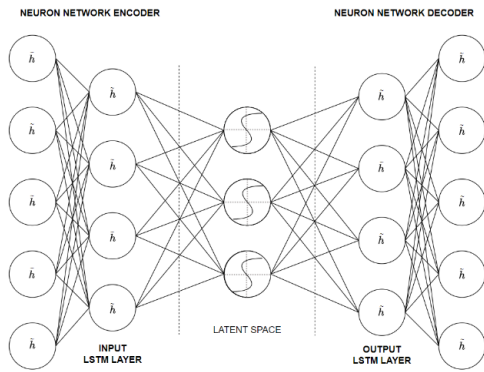 NEURON NETWORK ENCODER
NEURON NETWORK DECODER
h̃ h̃
h̃ h̃
h̃ h̃
h̃ h̃
h̃ h̃
h̃ h̃
h̃ h̃
h̃ h̃
h̃ h̃
LATENT SPACE
INPUT
LSTM LAYER
OUTPUT
LSTM LAYER